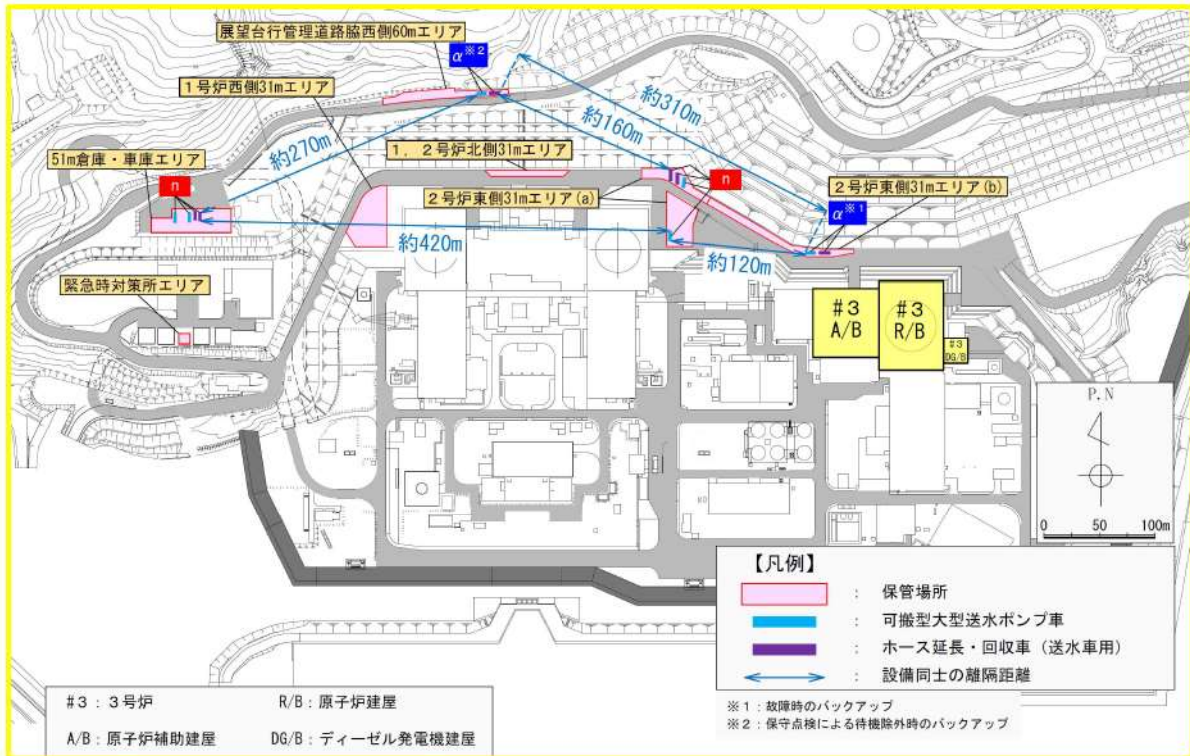 展望台行管理道路脇西側60mエリア
α※2
1号炉西側31mエリア
約310m
約160m
約270m
1，2号炉北側31mエリア
51m倉庫・車庫エリア
n
n
2号炉東側31mエリア(a)
2号炉東側31mエリア(b)
α※1
約420m
約120m
緊急時対策所エリア
#3
A/B
#3
R/B
#3
DG/B
P.N
0 50 100m
【凡例】
： 保管場所
： 可搬型大型送水ポンプ車
： ホース延長・回収車（送水車用）
： 設備同士の離隔距離
※1：故障時のバックアップ
※2：保守点検による待機除外時のバックアップ
#3：3号炉 R/B：原子炉建屋
A/B：原子炉補助建屋 DG/B：ディーゼル発電機建屋